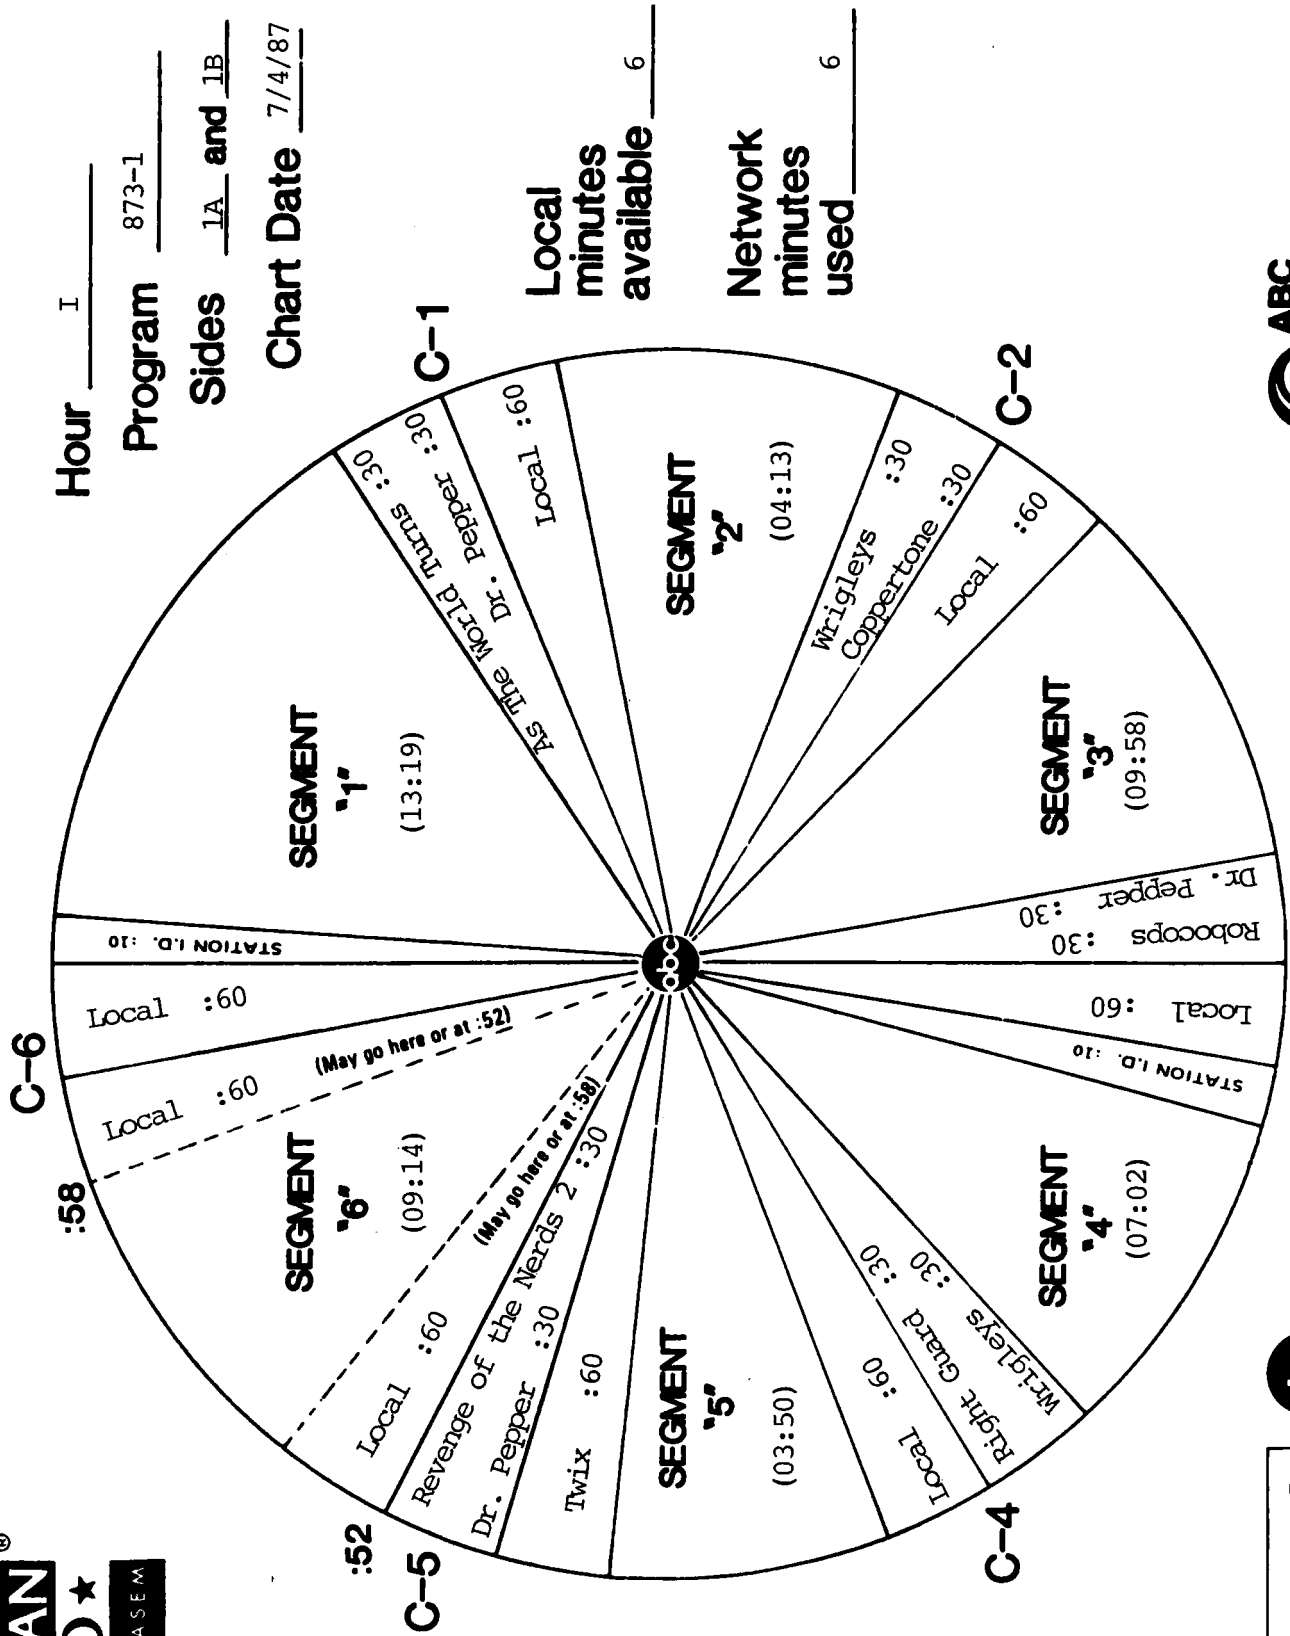 AN ®
ASEM
Hour I
Program 873-1
Sides 1A and 1B
Chart Date 7/4/87
Local
minutes
available 6
Network
minutes
used 6
SEGMENT
"1"
(13:19)
As The World Turns :30
Dr. Pepper :30
C-1
Local :60
SEGMENT
"2"
(04:13)
Wrigleys :30
Coppertone :30
C-2
Local :60
SEGMENT
"3"
(09:58)
Dr. Pepper :30
Robocops :30
Local :60
STATION I.D. :10
SEGMENT
"4"
(07:02)
Wrigleys :30
Right Guard :30
C-4
Local :60
SEGMENT
"5"
(03:50)
Twix :60
Dr. Pepper :30
Revenge of the Nerds 2 :30
C-5
:52
Local :60
(May go here or at :58)
SEGMENT
"6"
(09:14)
:58
(May go here or at :52)
Local :60
C-6
Local :60
STATION I.D. :10
abc
ABC